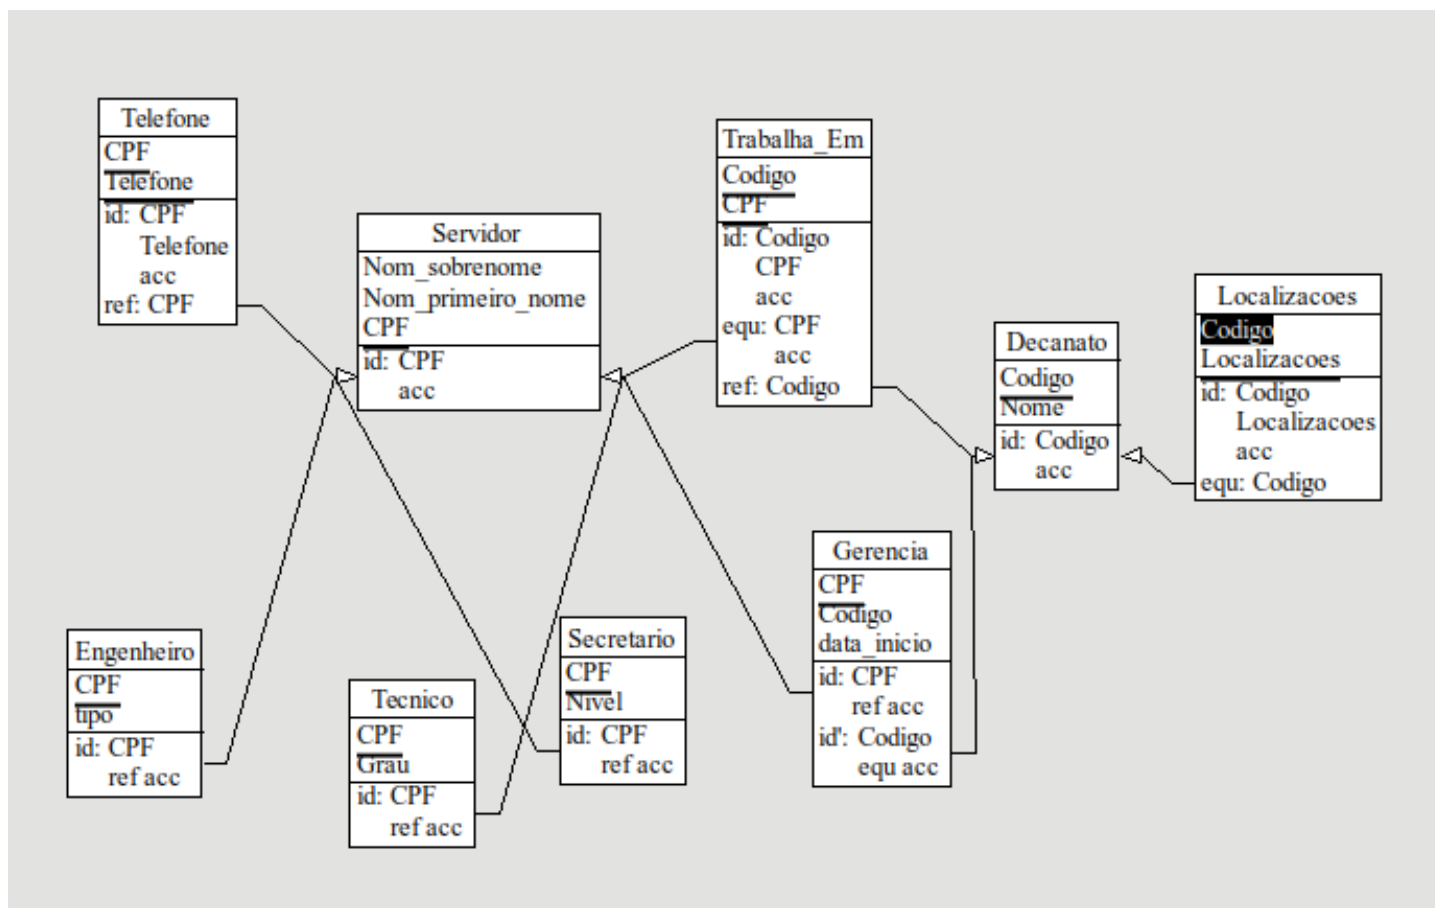 Telefone
CPF
Telefone
id: CPF
Telefone
acc
ref: CPF
Servidor
Nom_sobrenome
Nom_primeiro_nome
CPF
id: CPF
acc
Trabalha_Em
Codigo
CPF
id: Codigo
CPF
acc
equ: CPF
acc
ref: Codigo
Decanato
Codigo
Nome
id: Codigo
acc
Localizacoes
Codigo
Localizacoes
id: Codigo
Localizacoes
acc
equ: Codigo
Engenheiro
CPF
tipo
id: CPF
ref acc
Tecnico
CPF
Grau
id: CPF
ref acc
Secretario
CPF
Nivel
id: CPF
ref acc
Gerencia
CPF
Codigo
data_inicio
id: CPF
ref acc
id': Codigo
equ acc